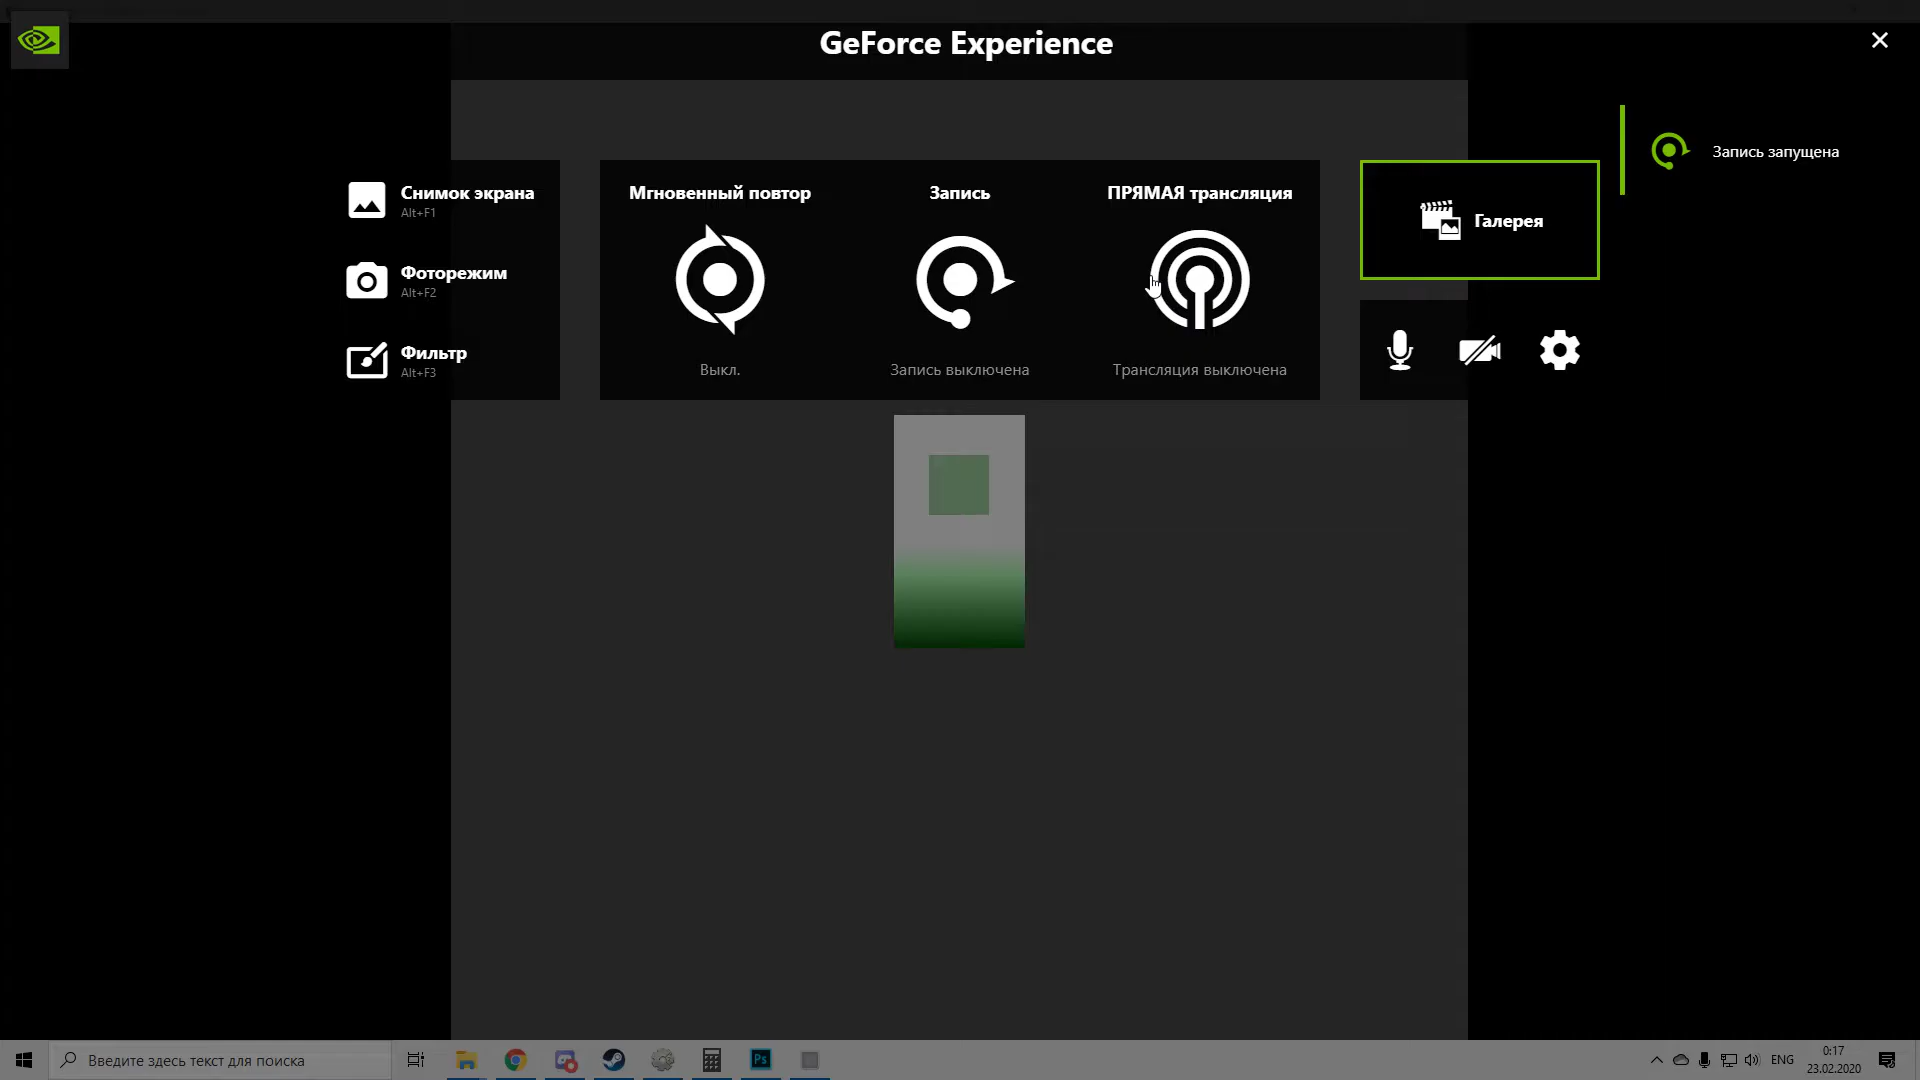 GeForce Experience
Запись запущена
Снимок экрана
Alt+F1
Фоторежим
Alt+F2
Фильтр
Alt+F3
Мгновенный повтор
Выкл.
Запись
Запись выключена
ПРЯМАЯ трансляция
Трансляция выключена
Галерея
Введите здесь текст для поиска
Ps
ENG
0:17
23.02.2020